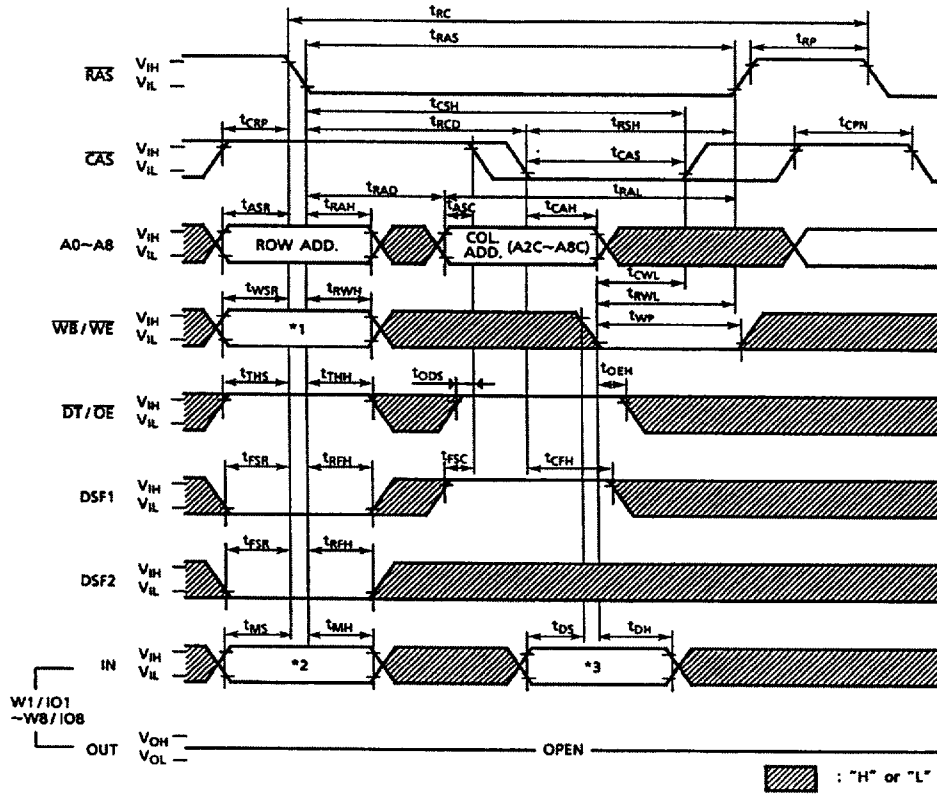 tRC
tRAS
tRP
RAS VIH
VIL
tCSH
tCRP tRCD tRSH tCPN
CAS VIH
VIL
tCAS
tRAD tRAL
tASR tRAH tASC tCAH
A0~A8 VIH
VIL
ROW ADD. COL. ADD. (A2C~A8C)
tCWL
tWSR tRWH tRWL
WB/WE VIH
VIL
*1 tWP
tTHS tTHH tODS tOEH
DT/OE VIH
VIL
tFSR tRFH tFSC tCFH
DSF1 VIH
VIL
tFSR tRFH
DSF2 VIH
VIL
tMS tMH tDS tDH
IN VIH
VIL
*2 *3
W1/IO1
~W8/IO8
OUT VOH
VOL
OPEN
: "H" or "L"